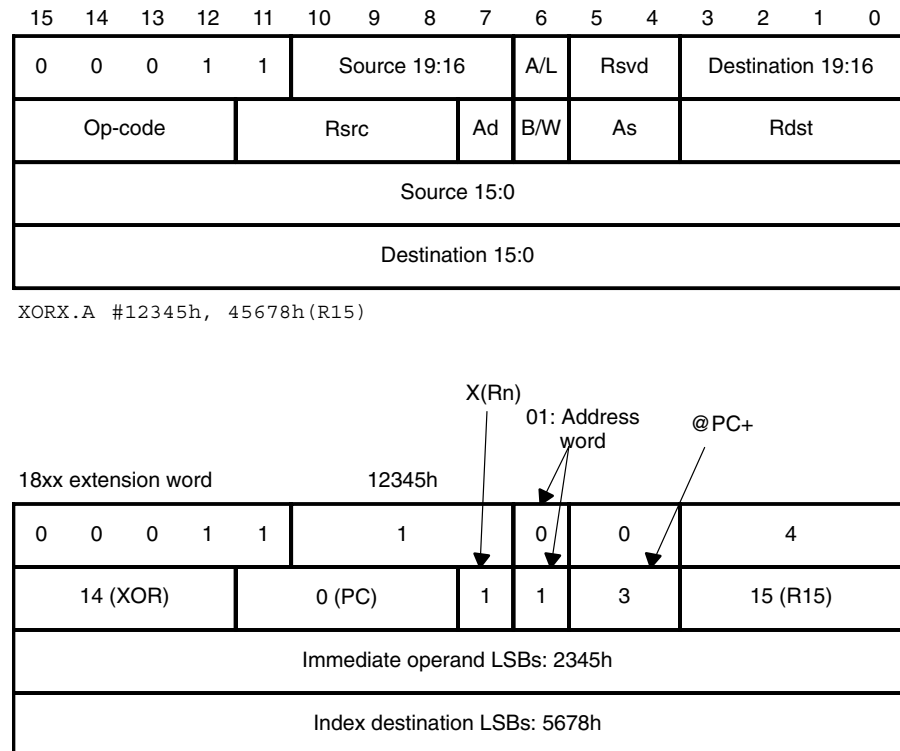 15 14 13 12 11 10 9 8 7 6 5 4 3 2 1 0
0 0 0 1 1 Source 19:16 A/L Rsvd Destination 19:16
Op-code Rsrc Ad B/W As Rdst
Source 15:0
Destination 15:0
XORX.A #12345h, 45678h(R15)
X(Rn)
01: Address
word
@PC+
18xx extension word 12345h
0 0 0 1 1 1 0 0 4
14 (XOR) 0 (PC) 1 1 3 15 (R15)
Immediate operand LSBs: 2345h
Index destination LSBs: 5678h